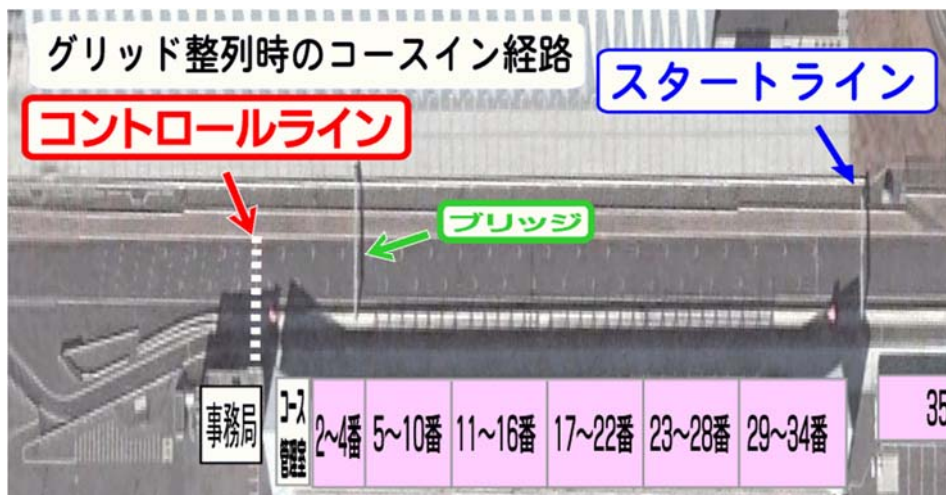 グリッド整列時のコースイン経路
スタートライン
コントロールライン
ブリッジ
事務局
コース
管理室
2～4番
5～10番
11～16番
17～22番
23～28番
29～34番
35